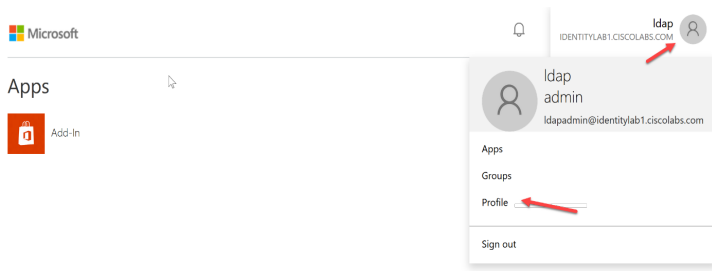 Microsoft
ldap
IDENTITYLAB1.CISCOLABS.COM
Apps
Add-In
ldap
admin
ldapadmin@identitylab1.ciscolabs.com
Apps
Groups
Profile
Sign out